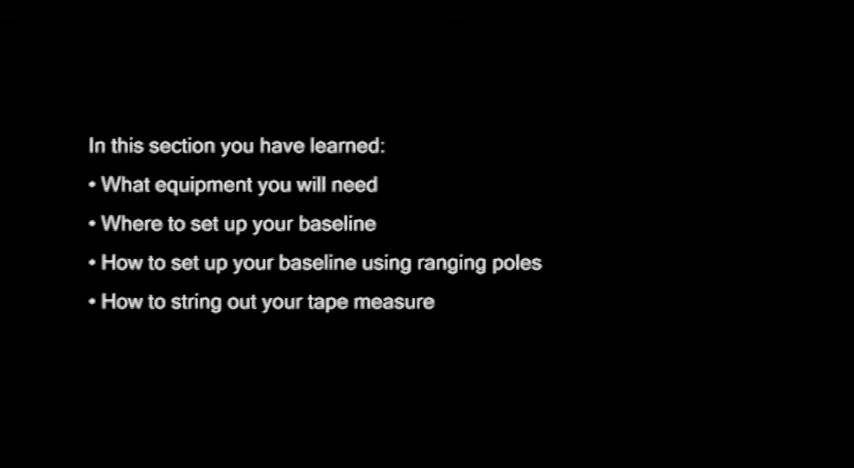 In this section you have learned:
• What equipment you will need
• Where to set up your baseline
• How to set up your baseline using ranging poles
• How to string out your tape measure